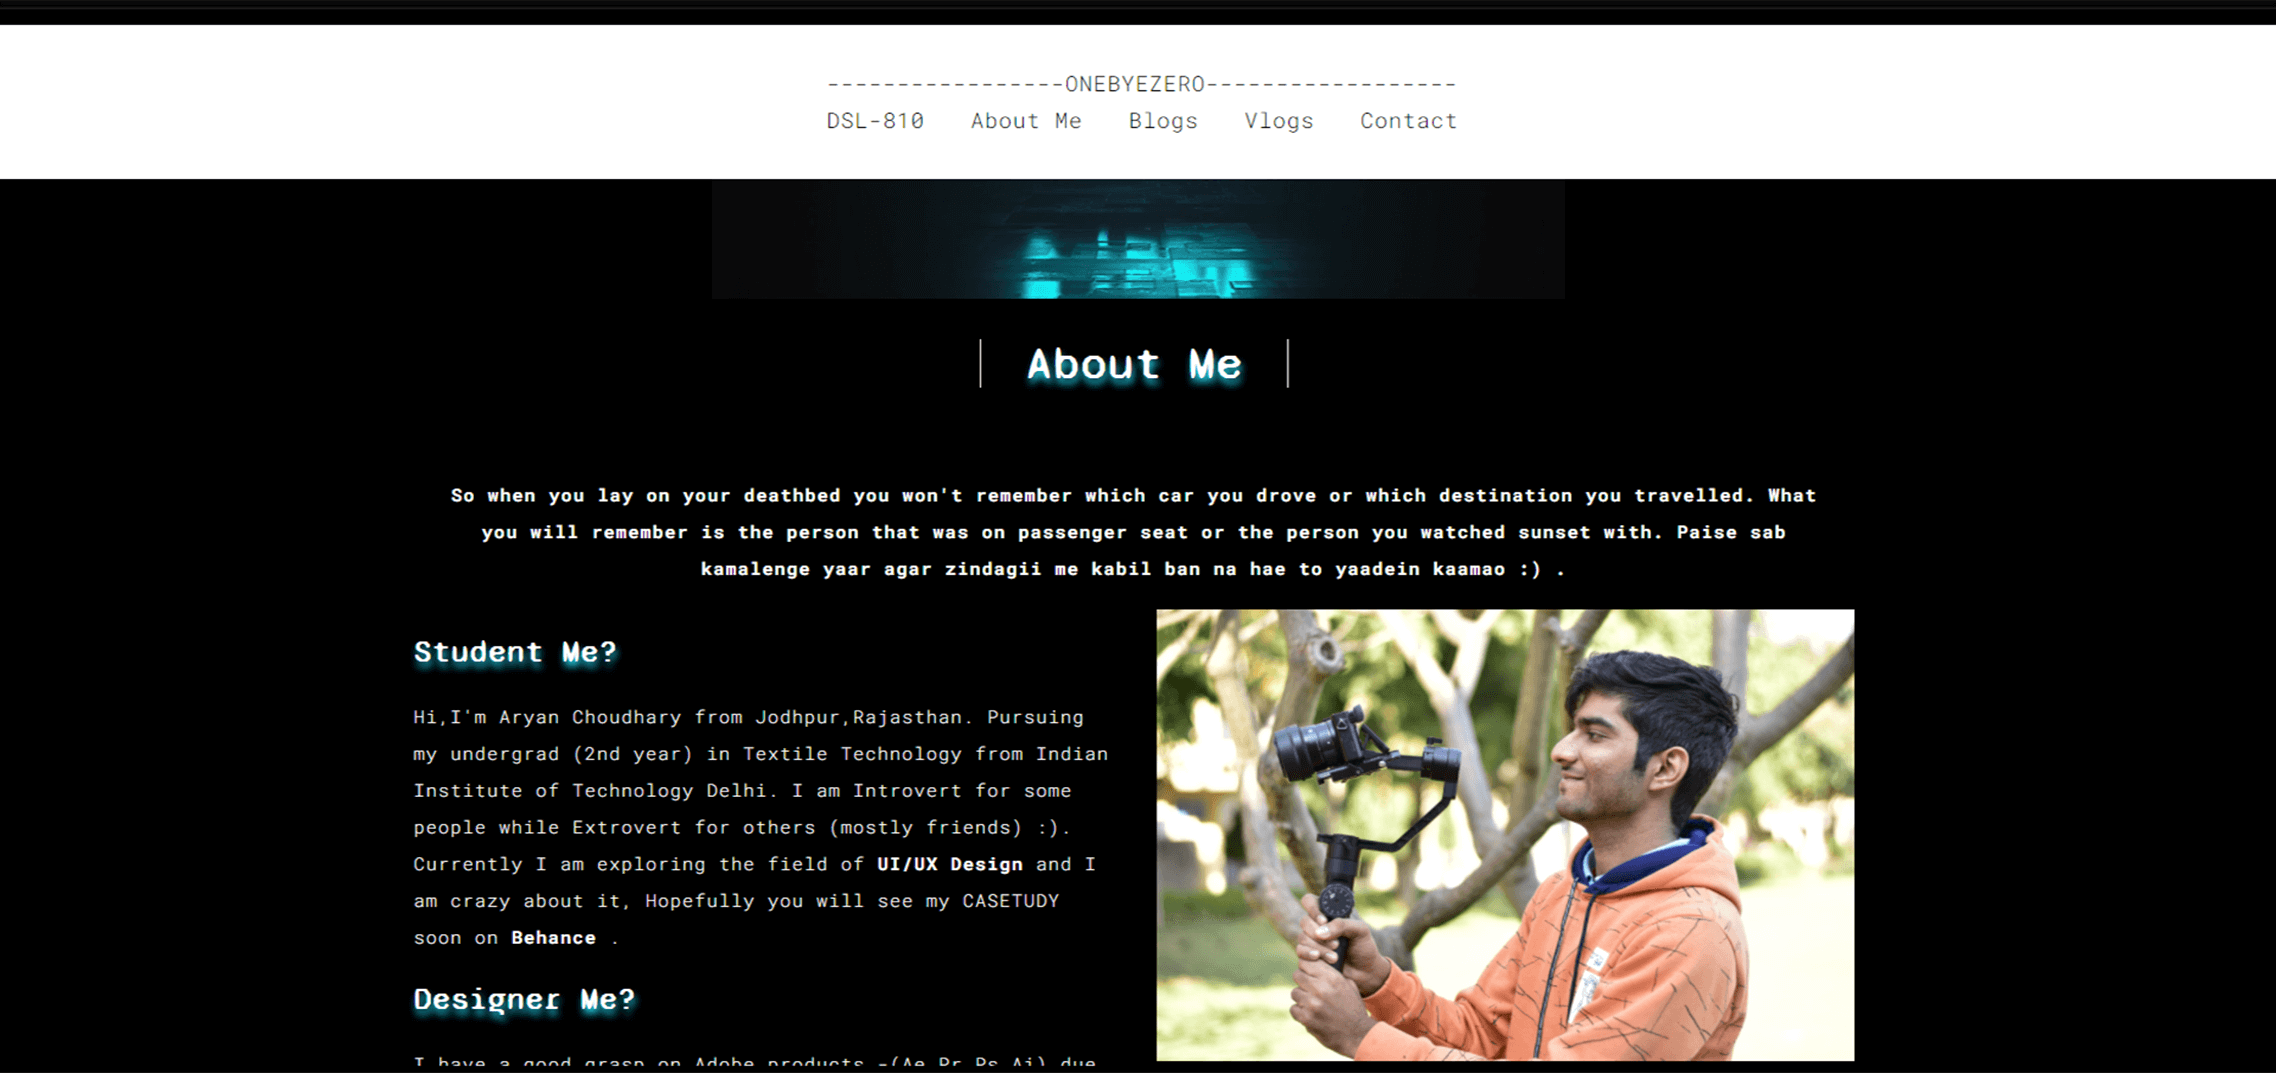 -----------------ONEBYEZERO------------------
DSL-810 About Me Blogs Vlogs Contact
About Me
So when you lay on your deathbed you won't remember which car you drove or which destination you travelled. What
you will remember is the person that was on passenger seat or the person you watched sunset with. Paise sab
kamalenge yaar agar zindagii me kabil ban na hae to yaadein kaamao :) .
Student Me?
Hi,I'm Aryan Choudhary from Jodhpur,Rajasthan. Pursuing
my undergrad (2nd year) in Textile Technology from Indian
Institute of Technology Delhi. I am Introvert for some
people while Extrovert for others (mostly friends) :).
Currently I am exploring the field of UI/UX Design and I
am crazy about it, Hopefully you will see my CASETUDY
soon on Behance .
Designer Me?
I have a good grasp on Adobe products -(Ae Pr Ps Ai) due